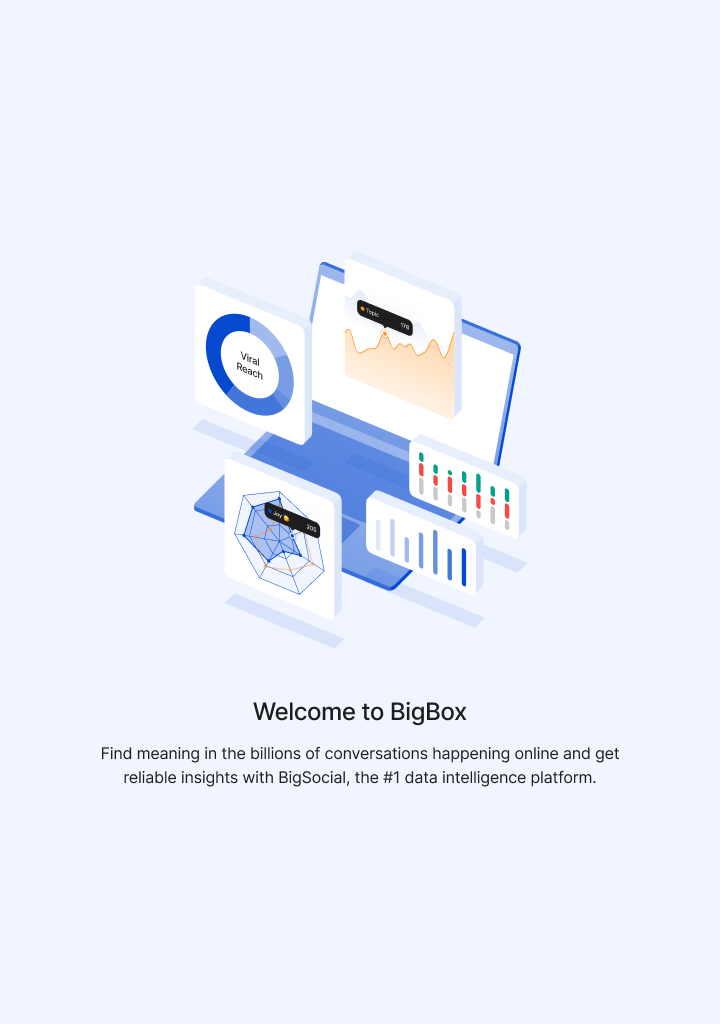 Topic
178
Viral
Reach
Joy
205
Welcome to BigBox
Find meaning in the billions of conversations happening online and get
reliable insights with BigSocial, the #1 data intelligence platform.